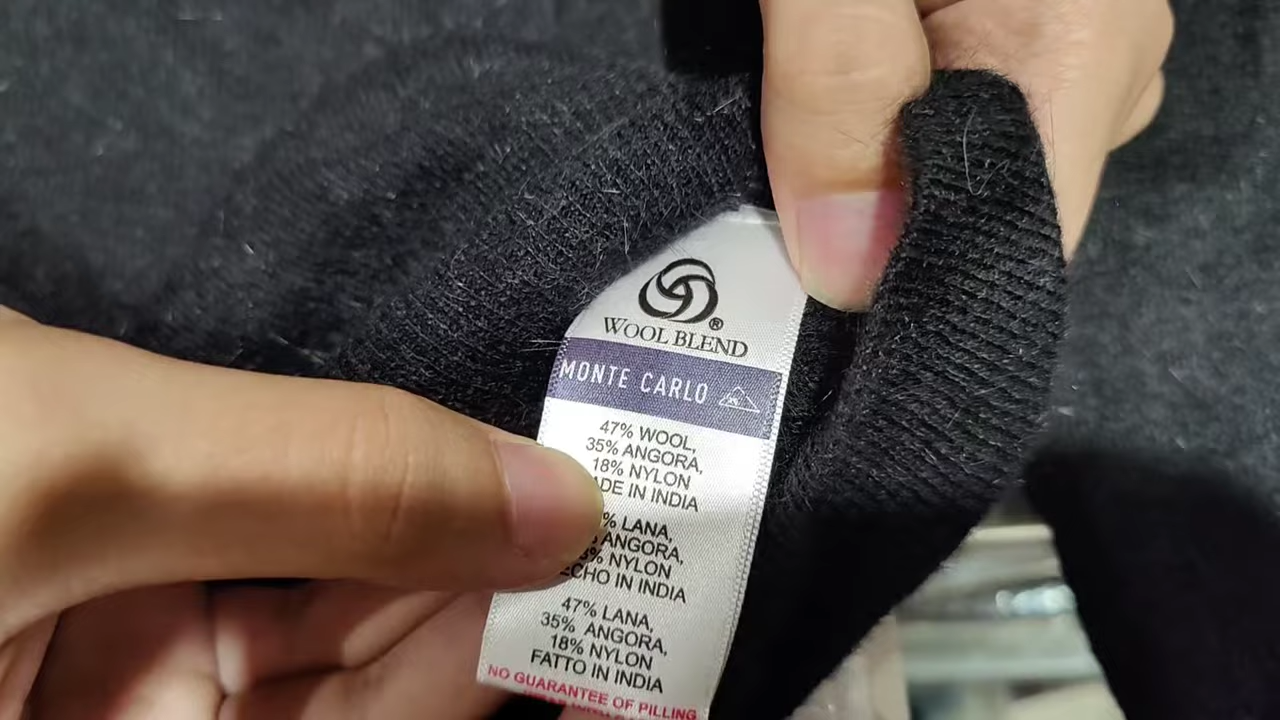 ®
WOOL BLEND
MONTE CARLO
47% WOOL,
35% ANGORA,
18% NYLON
ADE IN INDIA
% LANA,
ANGORA,
% NYLON
ECHO IN INDIA
47% LANA,
35% ANGORA,
18% NYLON
FATTO IN INDIA
NO GUARANTEE OF PILLING